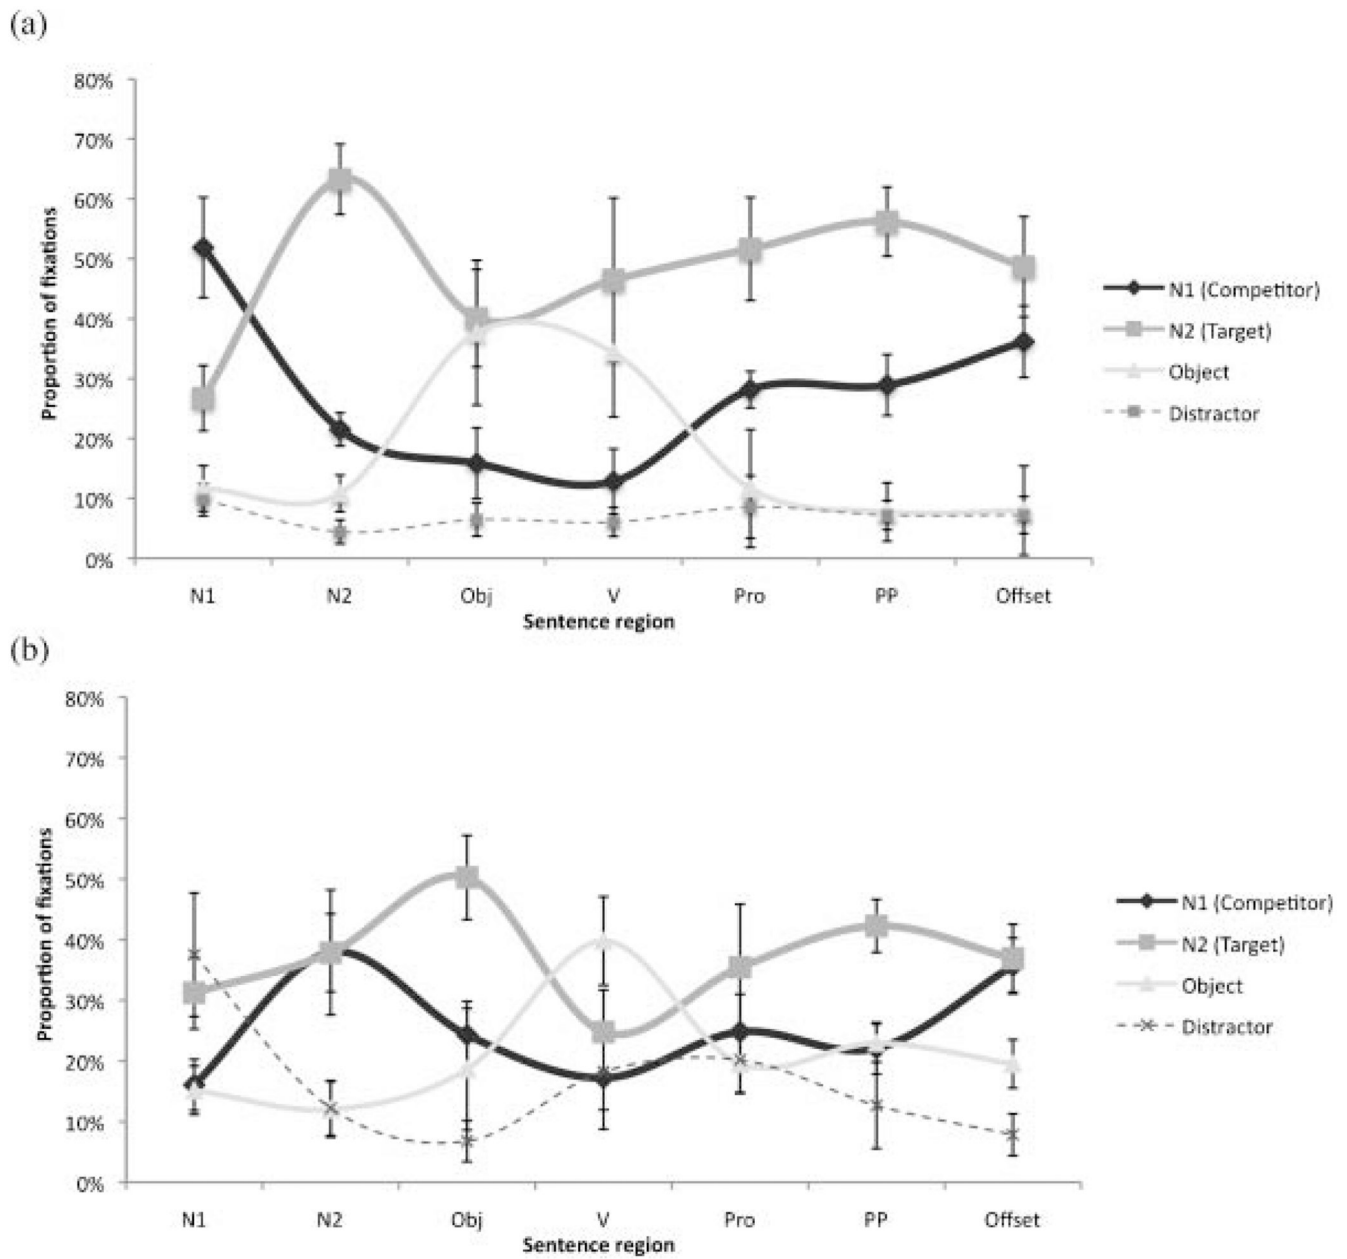 (a)
80%
70%
60%
50%
40%
30%
20%
10%
0%
Proportion of fixations
N1 N2 Obj V Pro PP Offset
Sentence region
N1 (Competitor)
N2 (Target)
Object
Distractor
(b)
80%
70%
60%
50%
40%
30%
20%
10%
0%
Proportion of fixations
N1 N2 Obj V Pro PP Offset
Sentence region
N1 (Competitor)
N2 (Target)
Object
Distractor